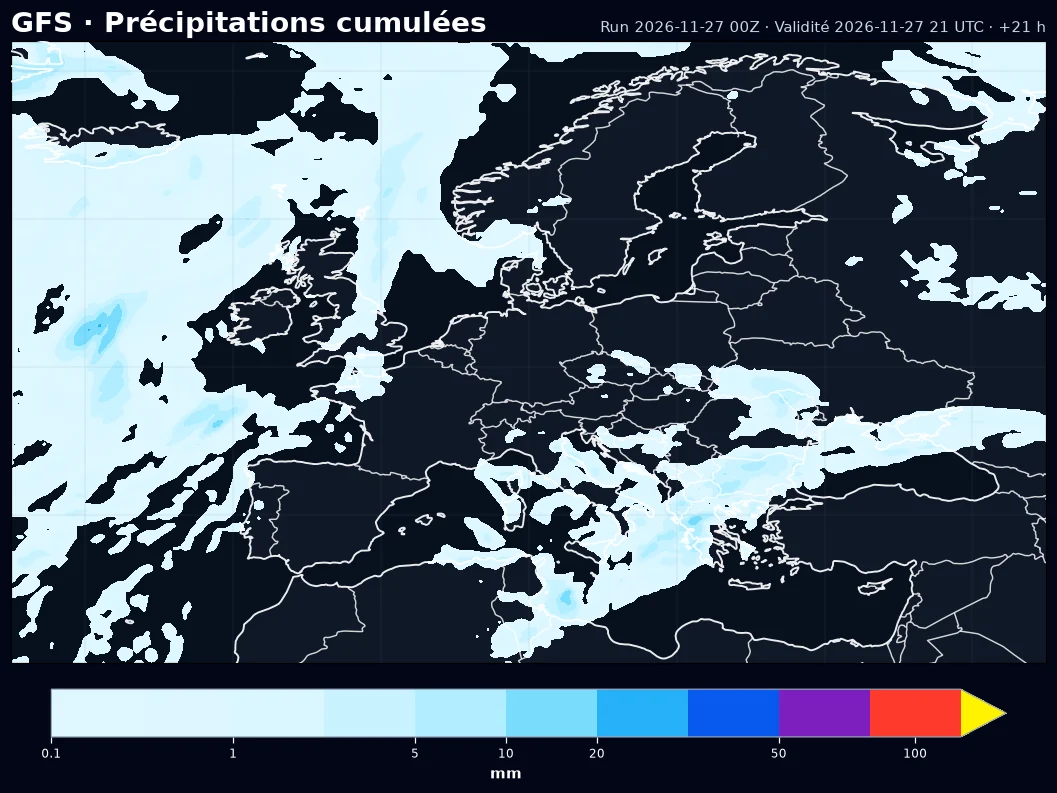 GFS · Précipitations cumulées
Run 2026-11-27 00Z · Validité 2026-11-27 21 UTC · +21 h
0.1 1 5 10 20 50 100
mm